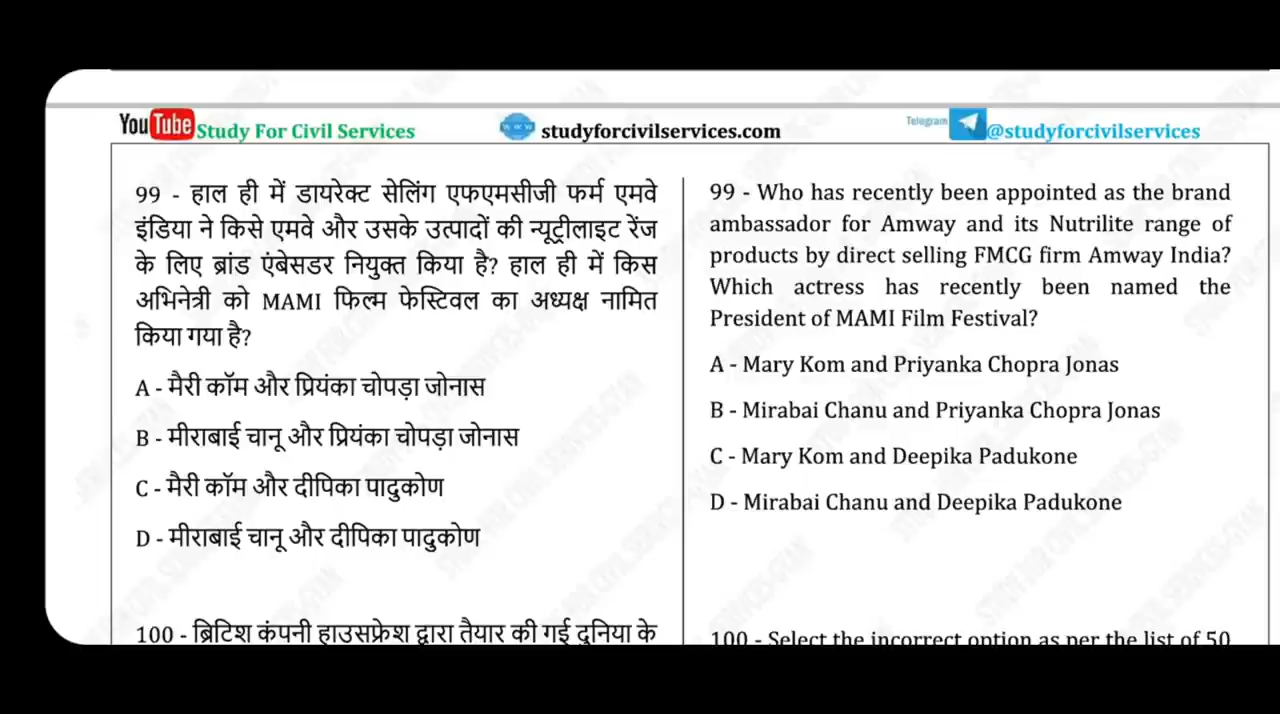 YouTube Study For Civil Services
www studyforcivilservices.com
Telegram @studyforcivilservices
99 - हाल ही में डायरेक्ट सेलिंग एफएमसीजी फर्म एमवे
इंडिया ने किसे एमवे और उसके उत्पादों की न्यूट्रीलाइट रेंज
के लिए ब्रांड एंबेसडर नियुक्त किया है? हाल ही में किस
अभिनेत्री को MAMI फिल्म फेस्टिवल का अध्यक्ष नामित
किया गया है?
A - मैरी कॉम और प्रियंका चोपड़ा जोनास
B - मीराबाई चानू और प्रियंका चोपड़ा जोनास
C - मैरी कॉम और दीपिका पादुकोण
D - मीराबाई चानू और दीपिका पादुकोण
100 - ब्रिटिश कंपनी हाउसफ्रेश द्वारा तैयार की गई दुनिया के
99 - Who has recently been appointed as the brand
ambassador for Amway and its Nutrilite range of
products by direct selling FMCG firm Amway India?
Which actress has recently been named the
President of MAMI Film Festival?
A - Mary Kom and Priyanka Chopra Jonas
B - Mirabai Chanu and Priyanka Chopra Jonas
C - Mary Kom and Deepika Padukone
D - Mirabai Chanu and Deepika Padukone
100 - Select the incorrect option as per the list of 50